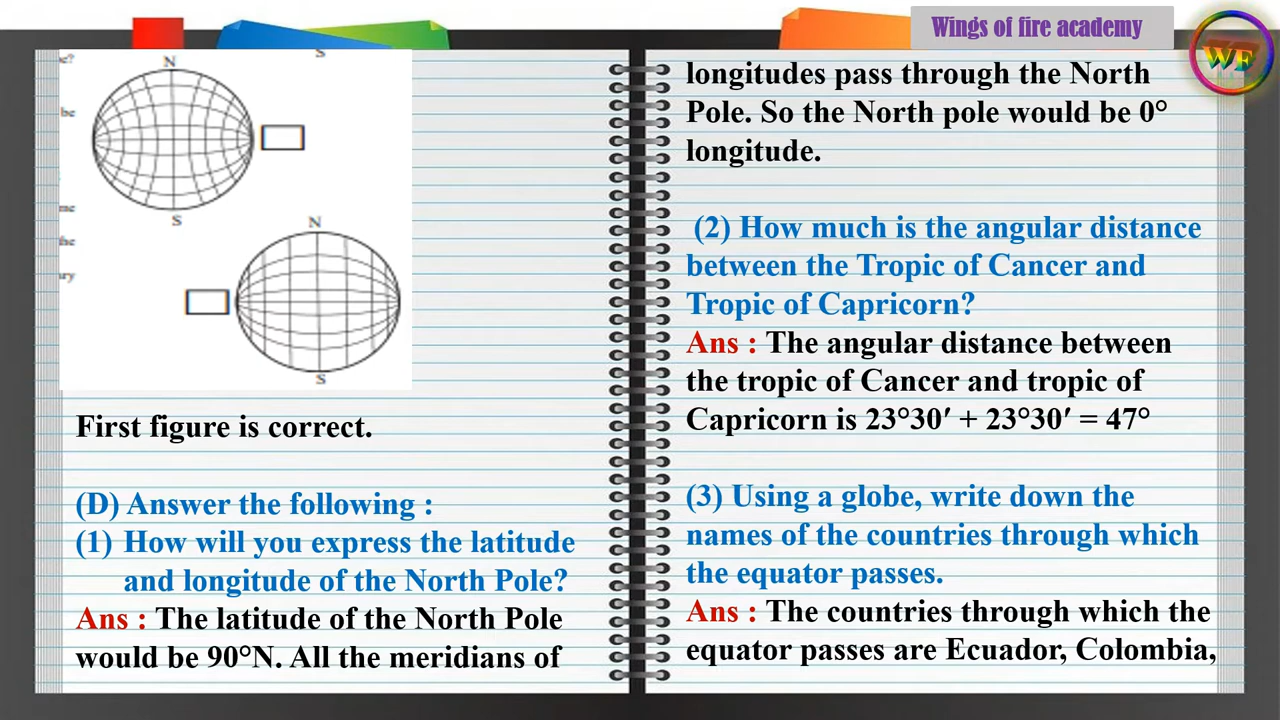 Wings of fire academy
WF
e?
S
N
be
S
me
N
the
ry
S
First figure is correct.
(D) Answer the following :
(1) How will you express the latitude
and longitude of the North Pole?
Ans : The latitude of the North Pole
would be 90°N. All the meridians of
longitudes pass through the North
Pole. So the North pole would be 0°
longitude.
(2) How much is the angular distance
between the Tropic of Cancer and
Tropic of Capricorn?
Ans : The angular distance between
the tropic of Cancer and tropic of
Capricorn is 23°30′ + 23°30′ = 47°
(3) Using a globe, write down the
names of the countries through which
the equator passes.
Ans : The countries through which the
equator passes are Ecuador, Colombia,